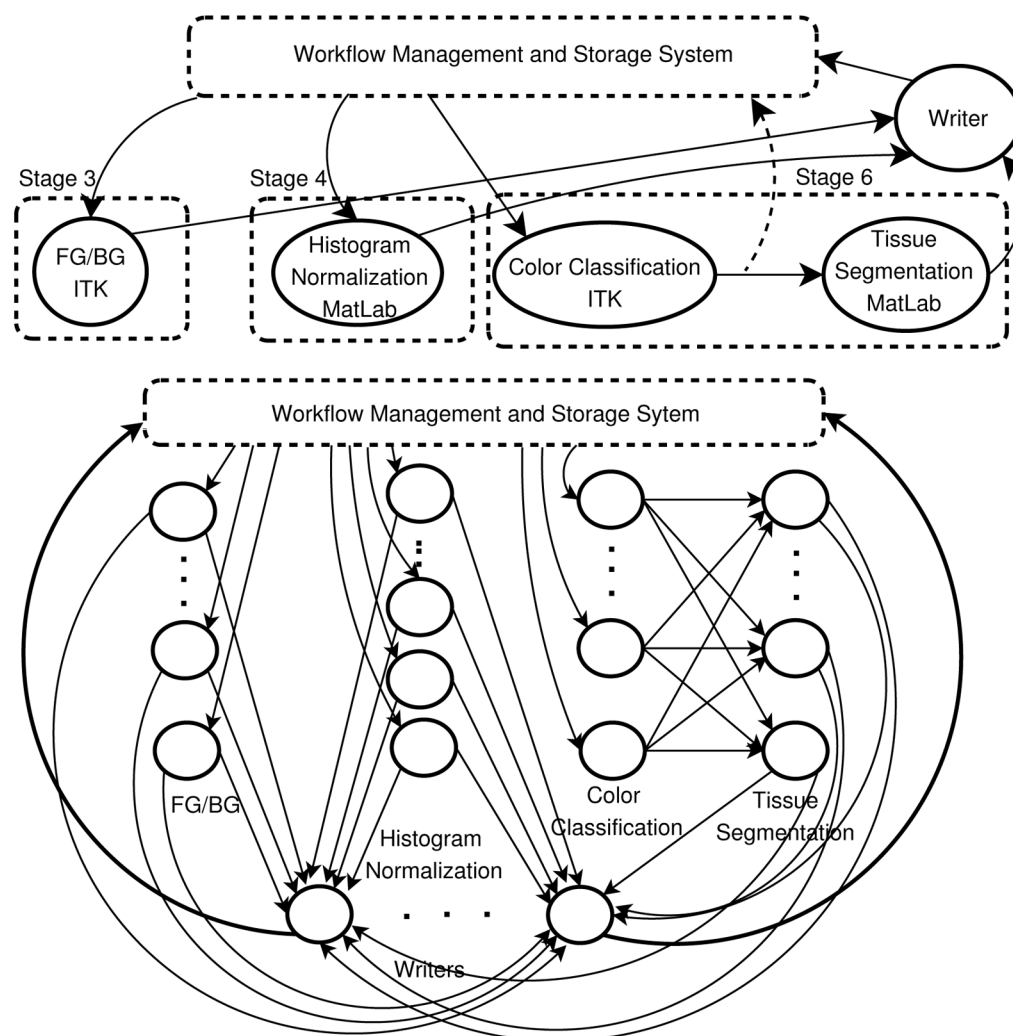 Workflow Management and Storage System
Writer
Stage 3
Stage 4
Stage 6
FG/BG
ITK
Histogram
Normalization
MatLab
Color Classification
ITK
Tissue
Segmentation
MatLab
Workflow Management and Storage Sytem
FG/BG
Histogram
Normalization
Color
Classification
Tissue
Segmentation
Writers